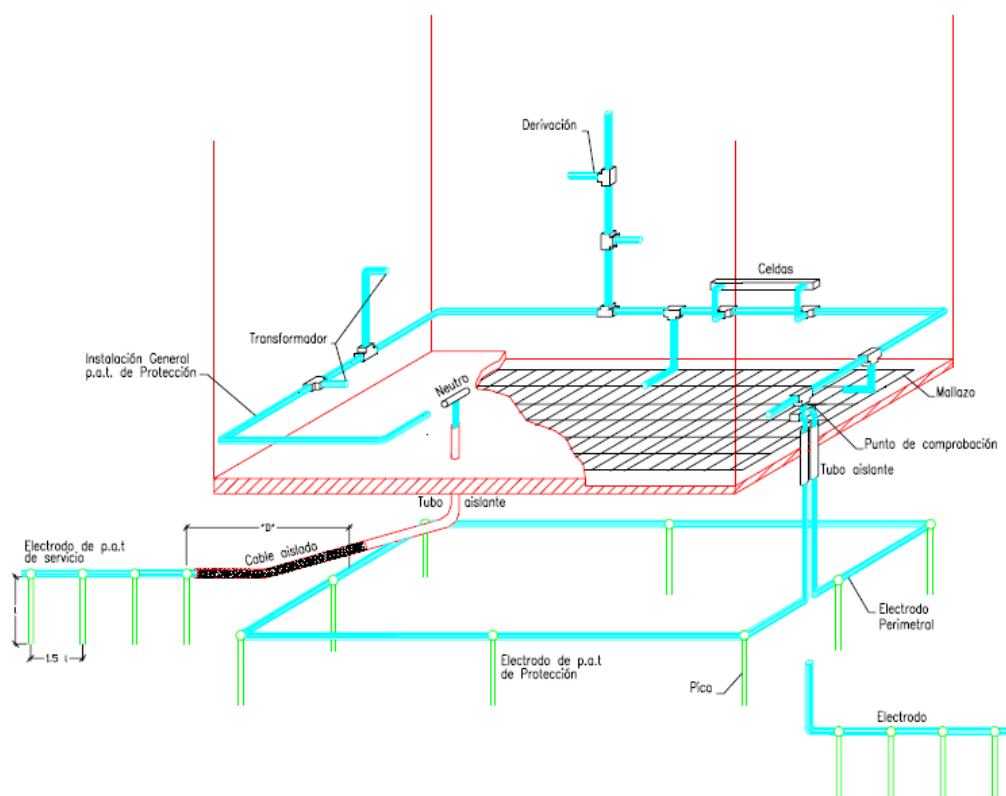 Derivación
Celdas
Transformador
Instalación General
p.a.t. de Protección
Neutro
Mallazo
Punto de comprobación
Tubo aislante
Tubo aislante
"D"
Electrodo de p.a.t
de servicio
Cable aislado
l
1.5 l
Electrodo
Perimetral
Electrodo de p.a.t
de Protección
Pica
Electrodo